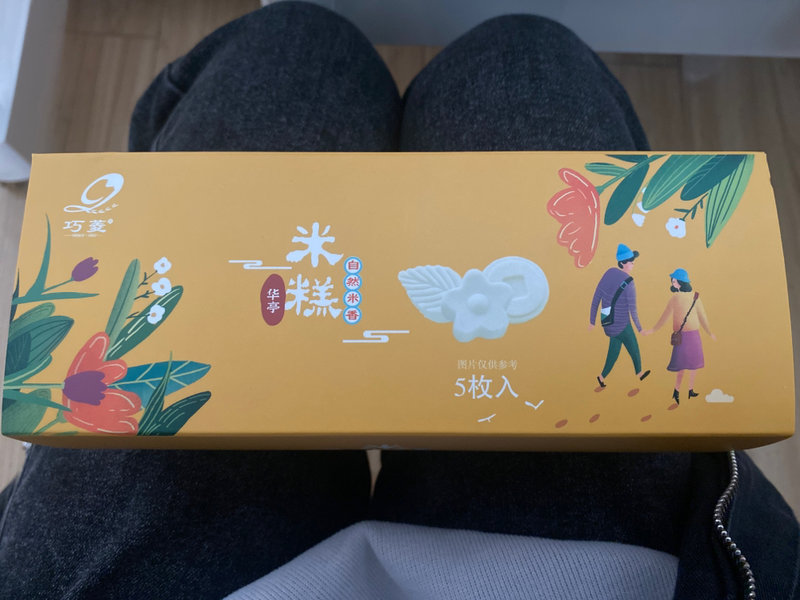 巧菱
米糕
华亭
自然米香
图片仅供参考
5枚入